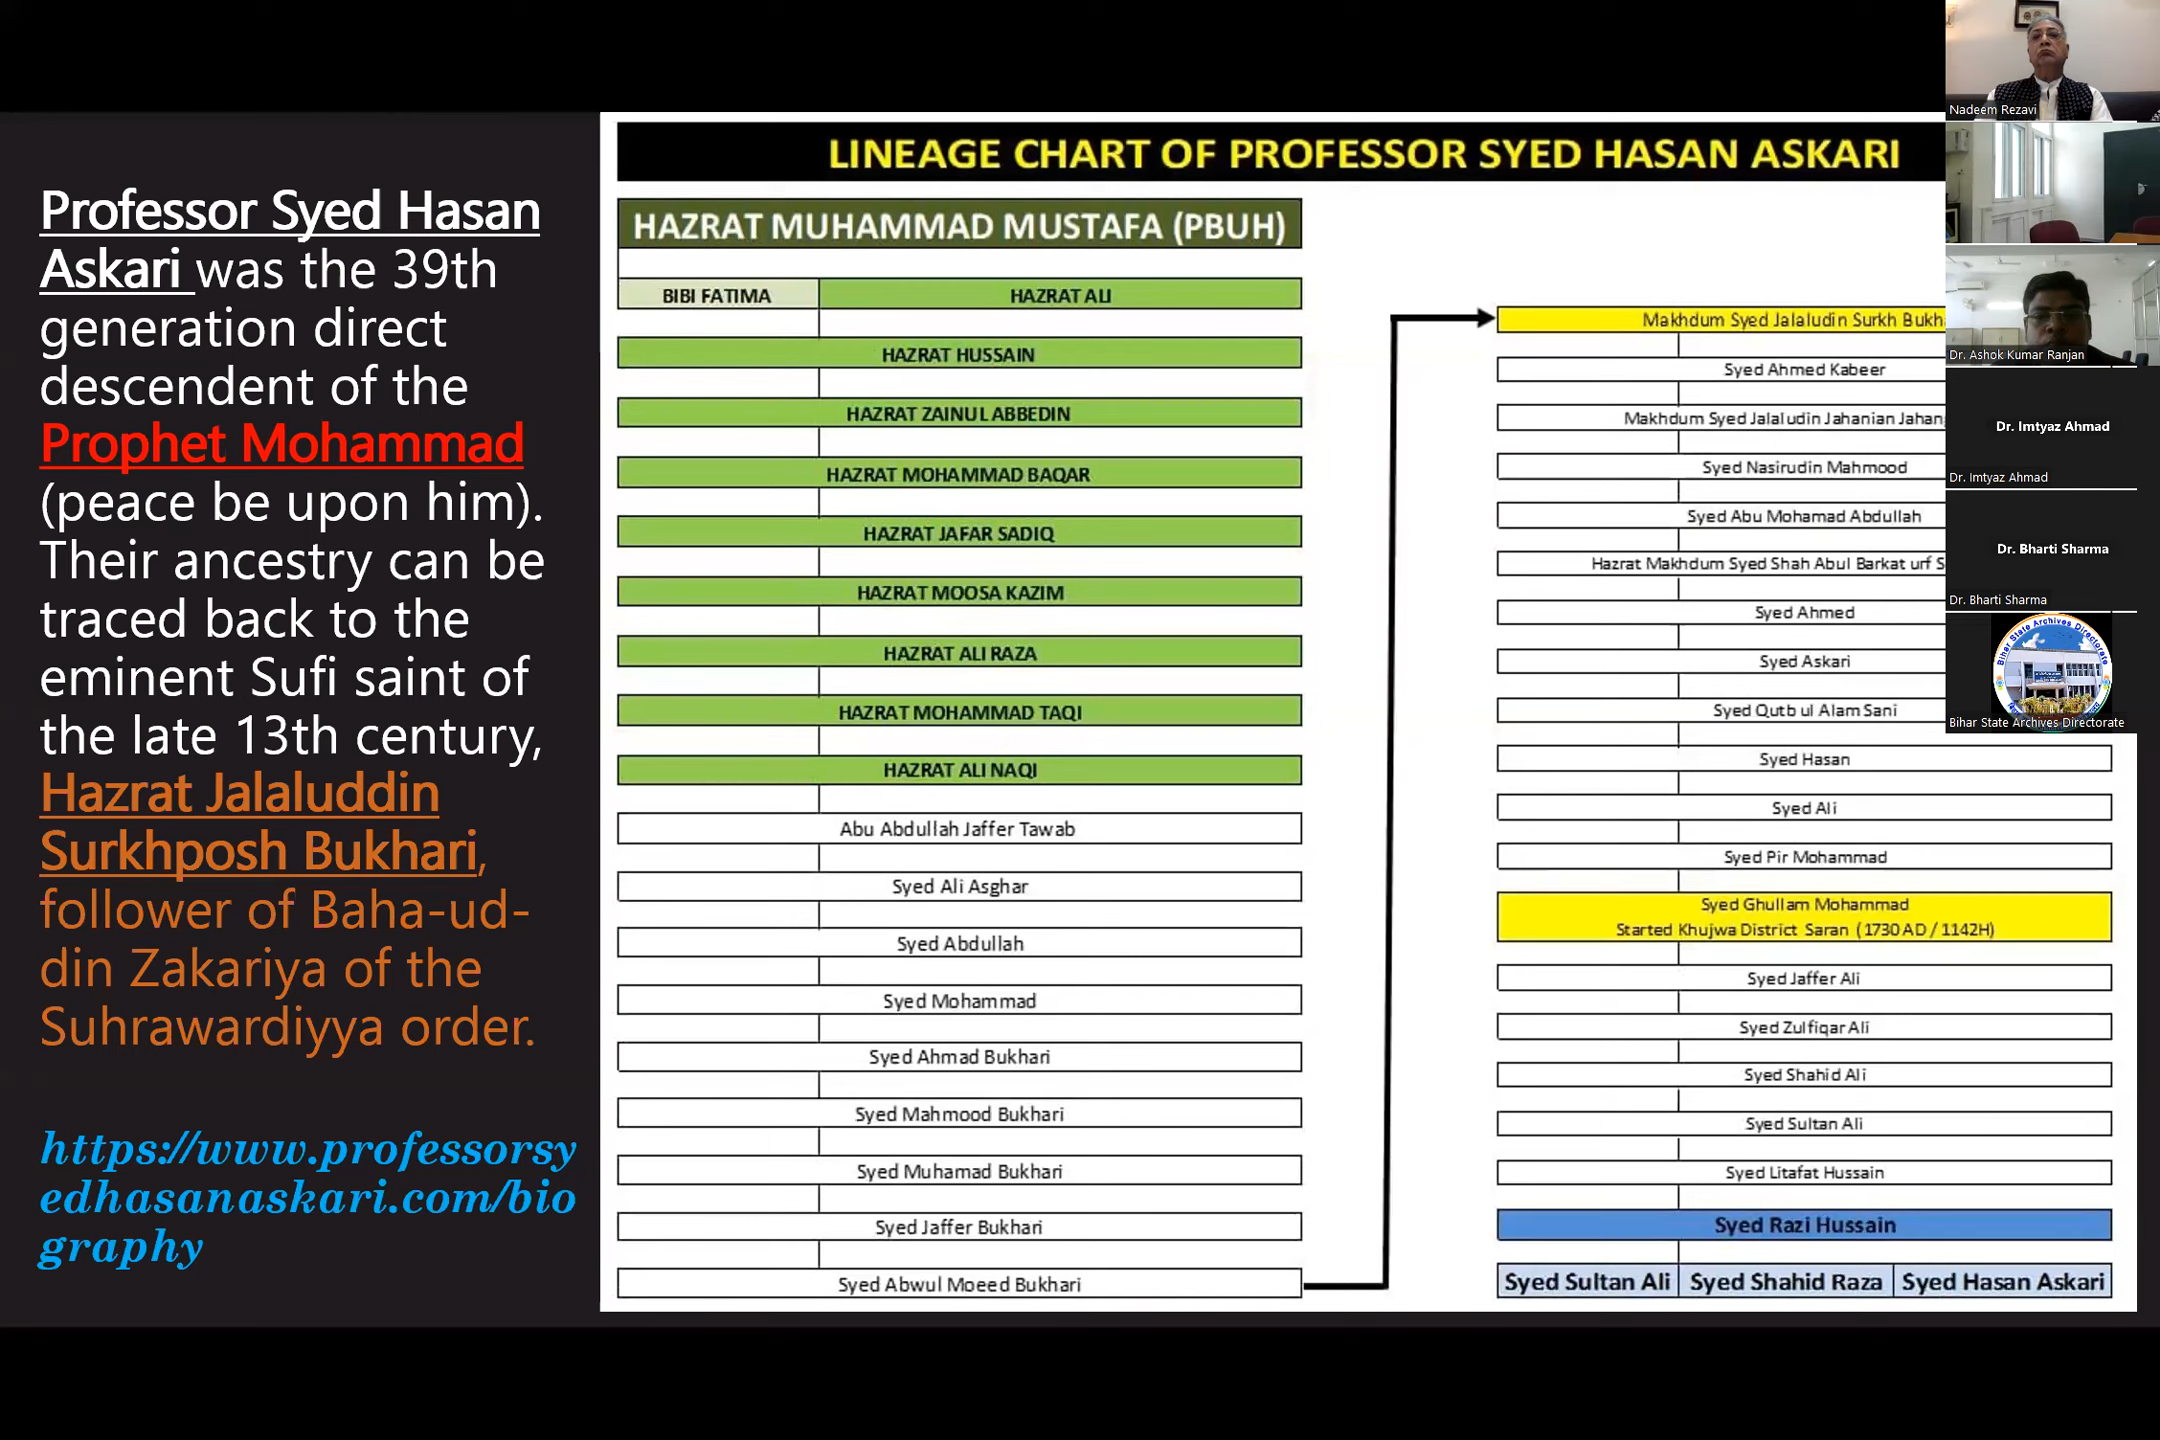 Professor Syed Hasan
Askari was the 39th
generation direct
descendent of the
Prophet Mohammad
(peace be upon him).
Their ancestry can be
traced back to the
eminent Sufi saint of
the late 13th century,
Hazrat Jalaluddin
Surkhposh Bukhari,
follower of Baha-ud-
din Zakariya of the
Suhrawardiyya order.
https://www.professorsy
edhasanaskari.com/bio
graphy
LINEAGE CHART OF PROFESSOR SYED HASAN ASKARI
HAZRAT MUHAMMAD MUSTAFA (PBUH)
BIBI FATIMA
HAZRAT ALI
HAZRAT HUSSAIN
HAZRAT ZAINUL ABBEDIN
HAZRAT MOHAMMAD BAQAR
HAZRAT JAFAR SADIQ
HAZRAT MOOSA KAZIM
HAZRAT ALI RAZA
HAZRAT MOHAMMAD TAQI
HAZRAT ALI NAQI
Abu Abdullah Jaffer Tawab
Syed Ali Asghar
Syed Abdullah
Syed Mohammad
Syed Ahmad Bukhari
Syed Mahmood Bukhari
Syed Muhamad Bukhari
Syed Jaffer Bukhari
Syed Abwul Moeed Bukhari
Makhdum Syed Jalaludin Surkh
Syed Ahmed Kabeer
Makhdum Syed Jalaludin Jahanian
Syed Nasirudin Mahmood
Syed Abu Mohamad Abdullah
Hazrat Makhdum Syed Shah Abul Barkat urf
Syed Ahmed
Syed Askari
Syed Qutb ul Alam Sani
Syed Hasan
Syed Ali
Syed Pir Mohammad
Syed Ghullam Mohammad
Started Khujwa District Saran (1730 AD / 1142H)
Syed Jaffer Ali
Syed Zulfiqar Ali
Syed Shahid Ali
Syed Sultan Ali
Syed Litafat Hussain
Syed Razi Hussain
Syed Sultan Ali
Syed Shahid Raza
Syed Hasan Askari
Nadeem Rezavi
Dr. Ashok Kumar Ranjan
Dr. Imtyaz Ahmad
Dr. Imtyaz Ahmad
Dr. Bharti Sharma
Dr. Bharti Sharma
Bihar State Archives Directorate
Bihar State Archives Directorate